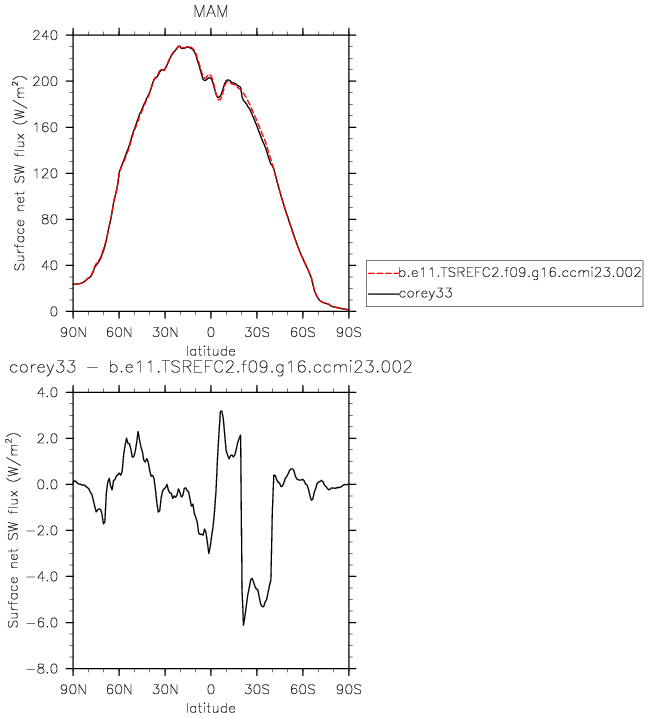 MAM
240
200
160
120
80
40
0
Surface net SW flux (W/m²)
90N 60N 30N 0 30S 60S 90S
latitude
b.e11.TSREFC2.f09.g16.ccmi23.002
corey33
corey33 − b.e11.TSREFC2.f09.g16.ccmi23.002
4.0
2.0
0.0
−2.0
−4.0
−6.0
−8.0
Surface net SW flux (W/m²)
90N 60N 30N 0 30S 60S 90S
latitude